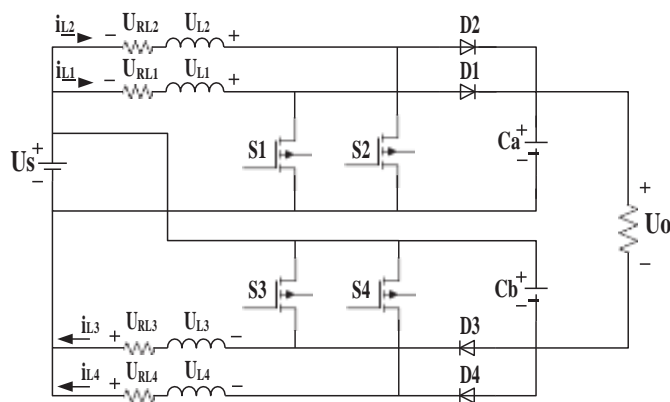 iL2 − URL2 UL2 + D2
iL1 − URL1 UL1 + D1
S1 S2 + Ca −
Us + −
+ Uo −
S3 S4 + Cb −
iL3 + URL3 UL3 − D3
iL4 + URL4 UL4 − D4